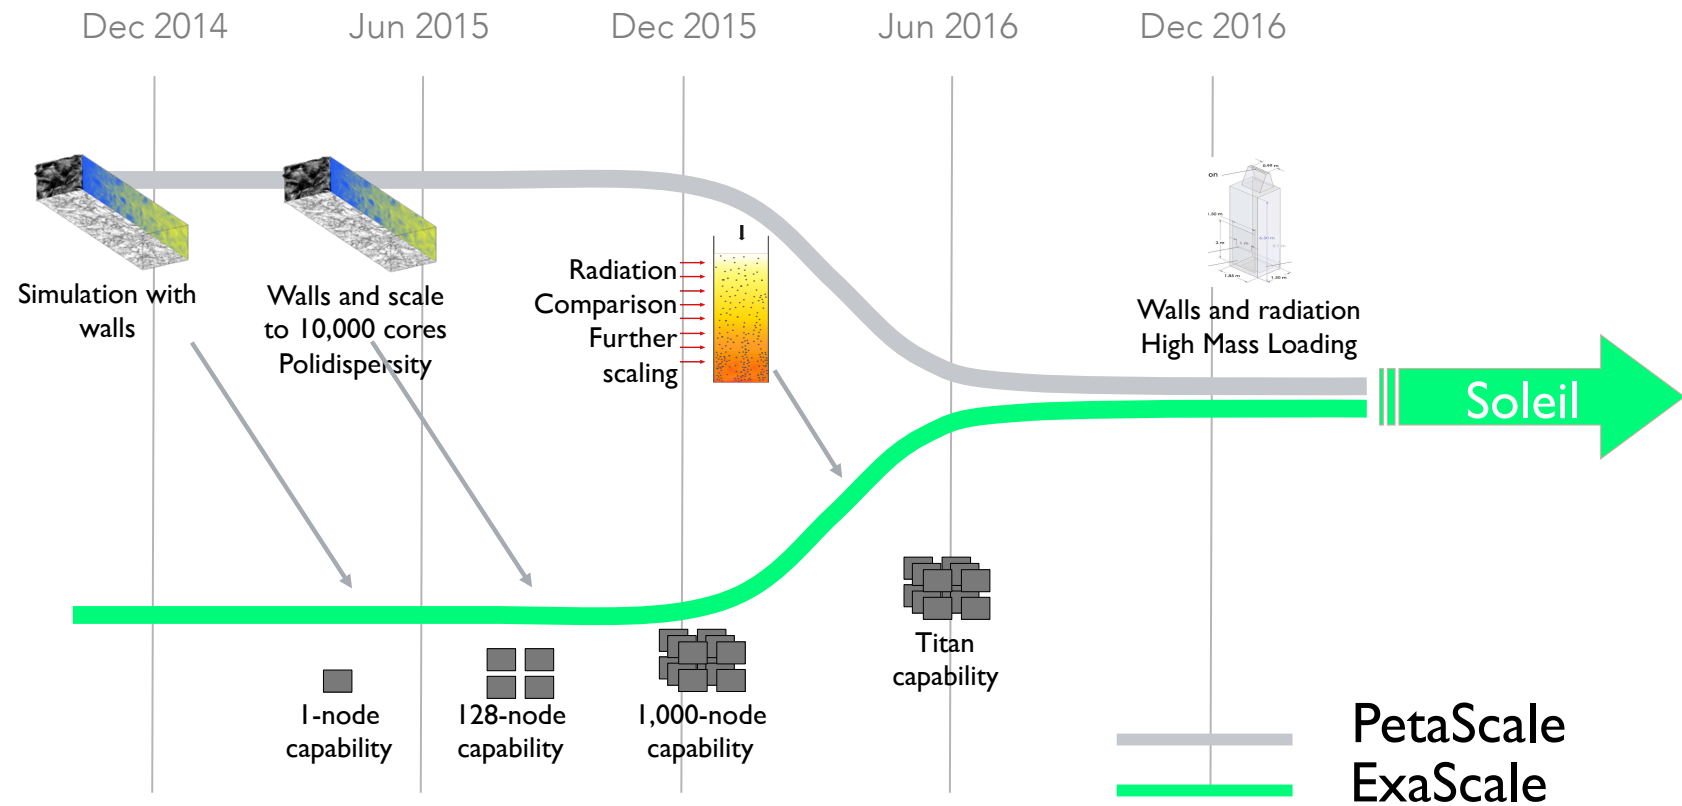 Dec 2014
Jun 2015
Dec 2015
Jun 2016
Dec 2016
Simulation with
walls
Walls and scale
to 10,000 cores
Polidispersity
Radiation
Comparison
Further
scaling
on
Walls and radiation
High Mass Loading
Soleil
1-node
capability
128-node
capability
1,000-node
capability
Titan
capability
PetaScale
ExaScale